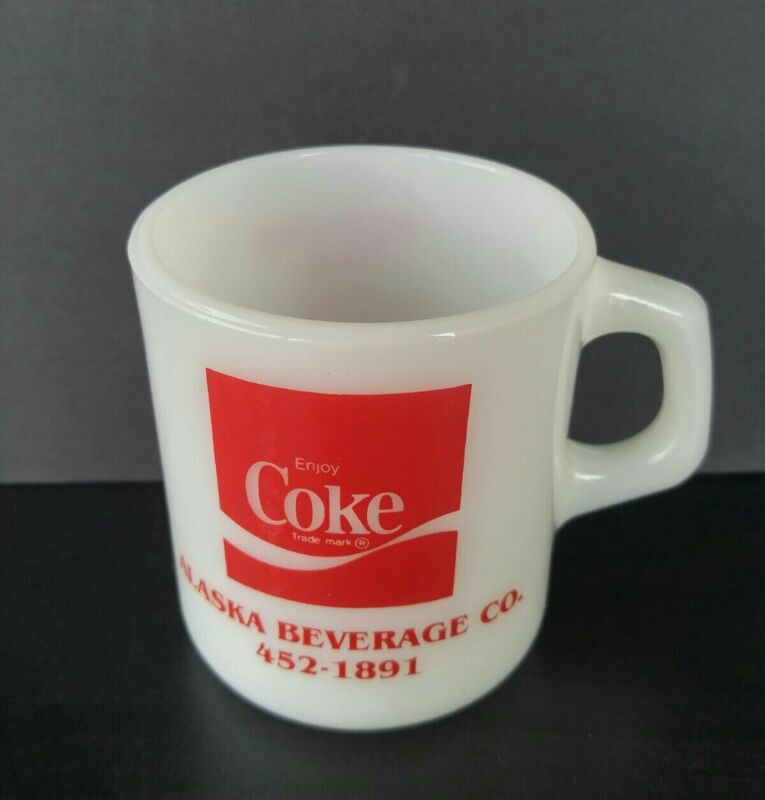 Enjoy
Coke
Trade mark ®
ALASKA BEVERAGE CO.
452-1891